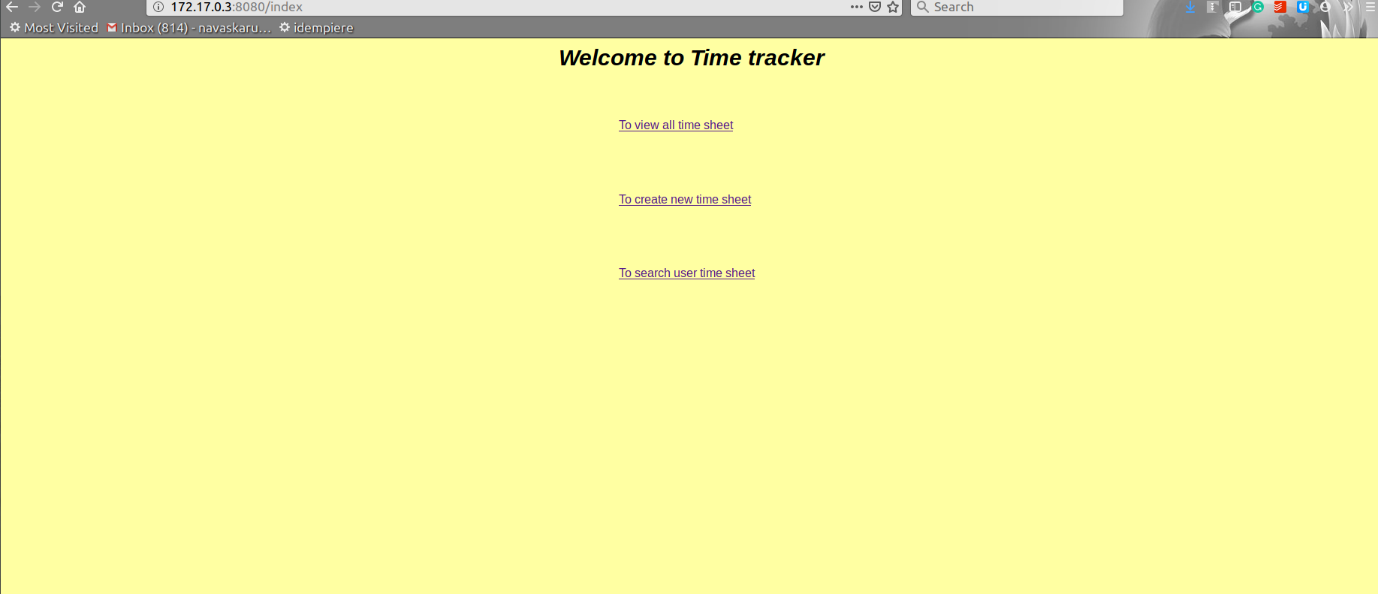 172.17.0.3:8080/index
Search
Most Visited
Inbox (814) - navaskaru...
idempiere
Welcome to Time tracker
To view all time sheet
To create new time sheet
To search user time sheet